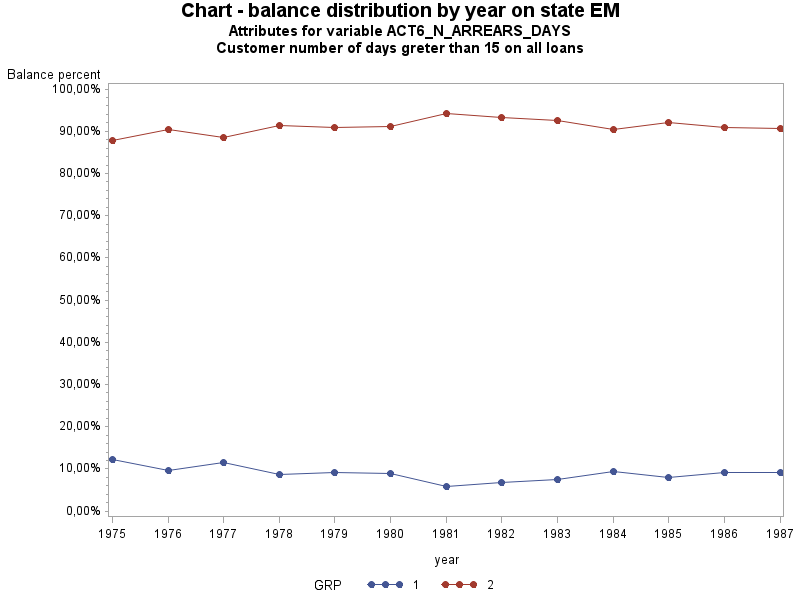 Chart - balance distribution by year on state EM
Attributes for variable ACT6_N_ARREARS_DAYS
Customer number of days greter than 15 on all loans
Balance percent
100,00%
90,00%
80,00%
70,00%
60,00%
50,00%
40,00%
30,00%
20,00%
10,00%
0,00%
1975 1976 1977 1978 1979 1980 1981 1982 1983 1984 1985 1986 1987
year
GRP 1 2